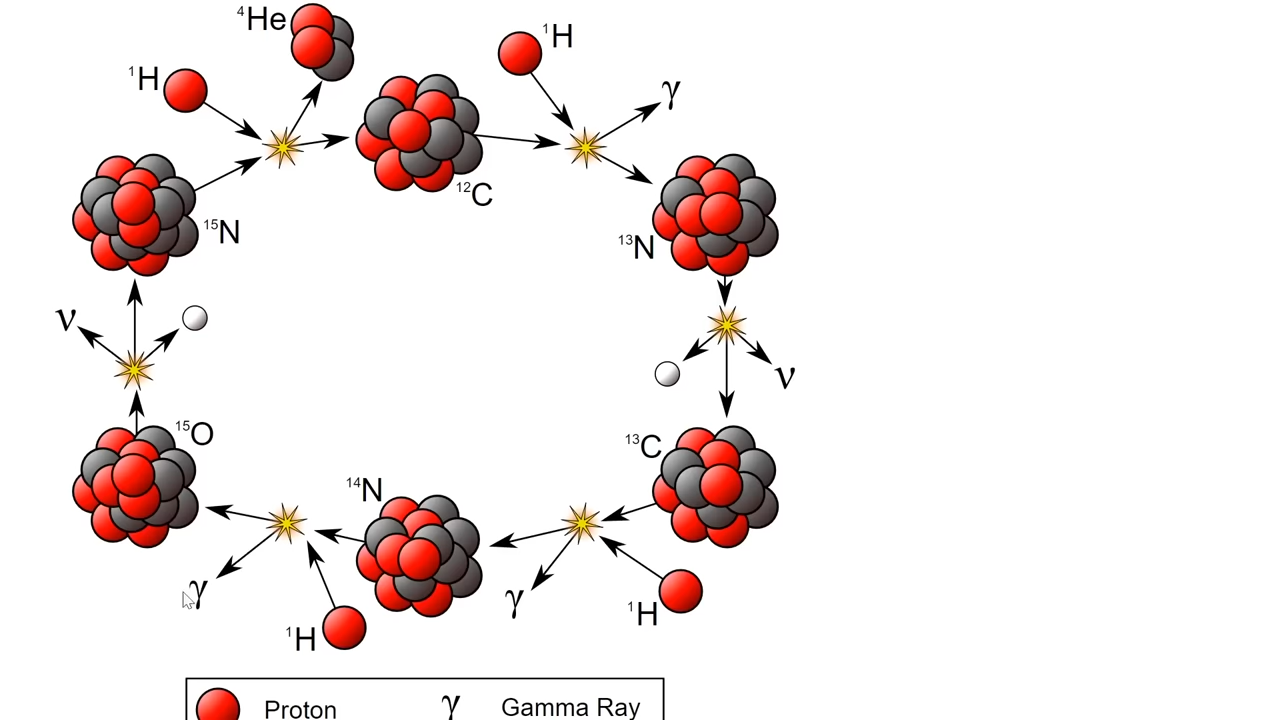 ⁴He
¹H
¹H
γ
¹²C
¹⁵N
¹³N
ν
ν
¹⁵O
¹³C
¹⁴N
γ
γ
¹H
¹H
Proton γ Gamma Ray